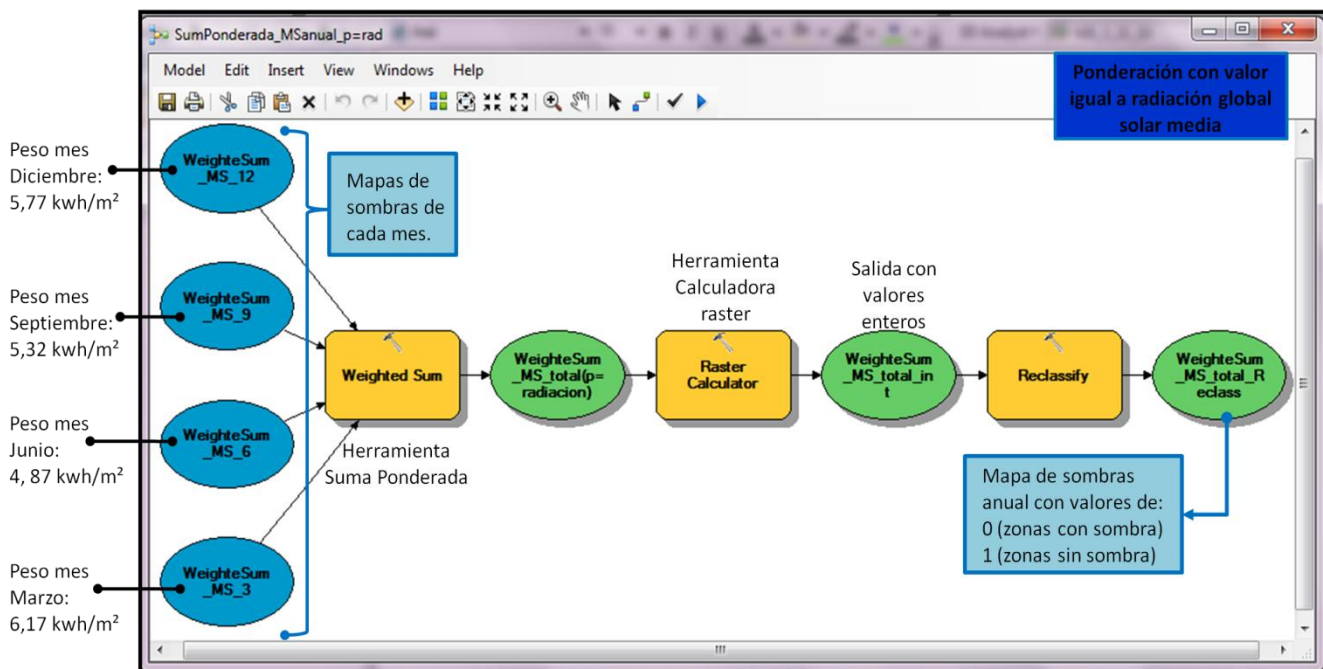 SumPonderada_MSanual_p=rad
Model Edit Insert View Windows Help
Ponderación con valor
igual a radiación global
solar media
Peso mes
Diciembre:
5,77 kwh/m²
WeighteSum
_MS_12
Mapas de
sombras de
cada mes.
Peso mes
Septiembre:
5,32 kwh/m²
WeighteSum
_MS_9
Peso mes
Junio:
4, 87 kwh/m²
WeighteSum
_MS_6
Peso mes
Marzo:
6,17 kwh/m²
WeighteSum
_MS_3
Weighted Sum
Herramienta
Suma Ponderada
WeighteSum
_MS_total(p=
radiacion)
Herramienta
Calculadora
raster
Raster
Calculator
Salida con
valores
enteros
WeighteSum
_MS_total_in
t
Reclassify
WeighteSum
_MS_total_R
eclass
Mapa de sombras
anual con valores de:
0 (zonas con sombra)
1 (zonas sin sombra)